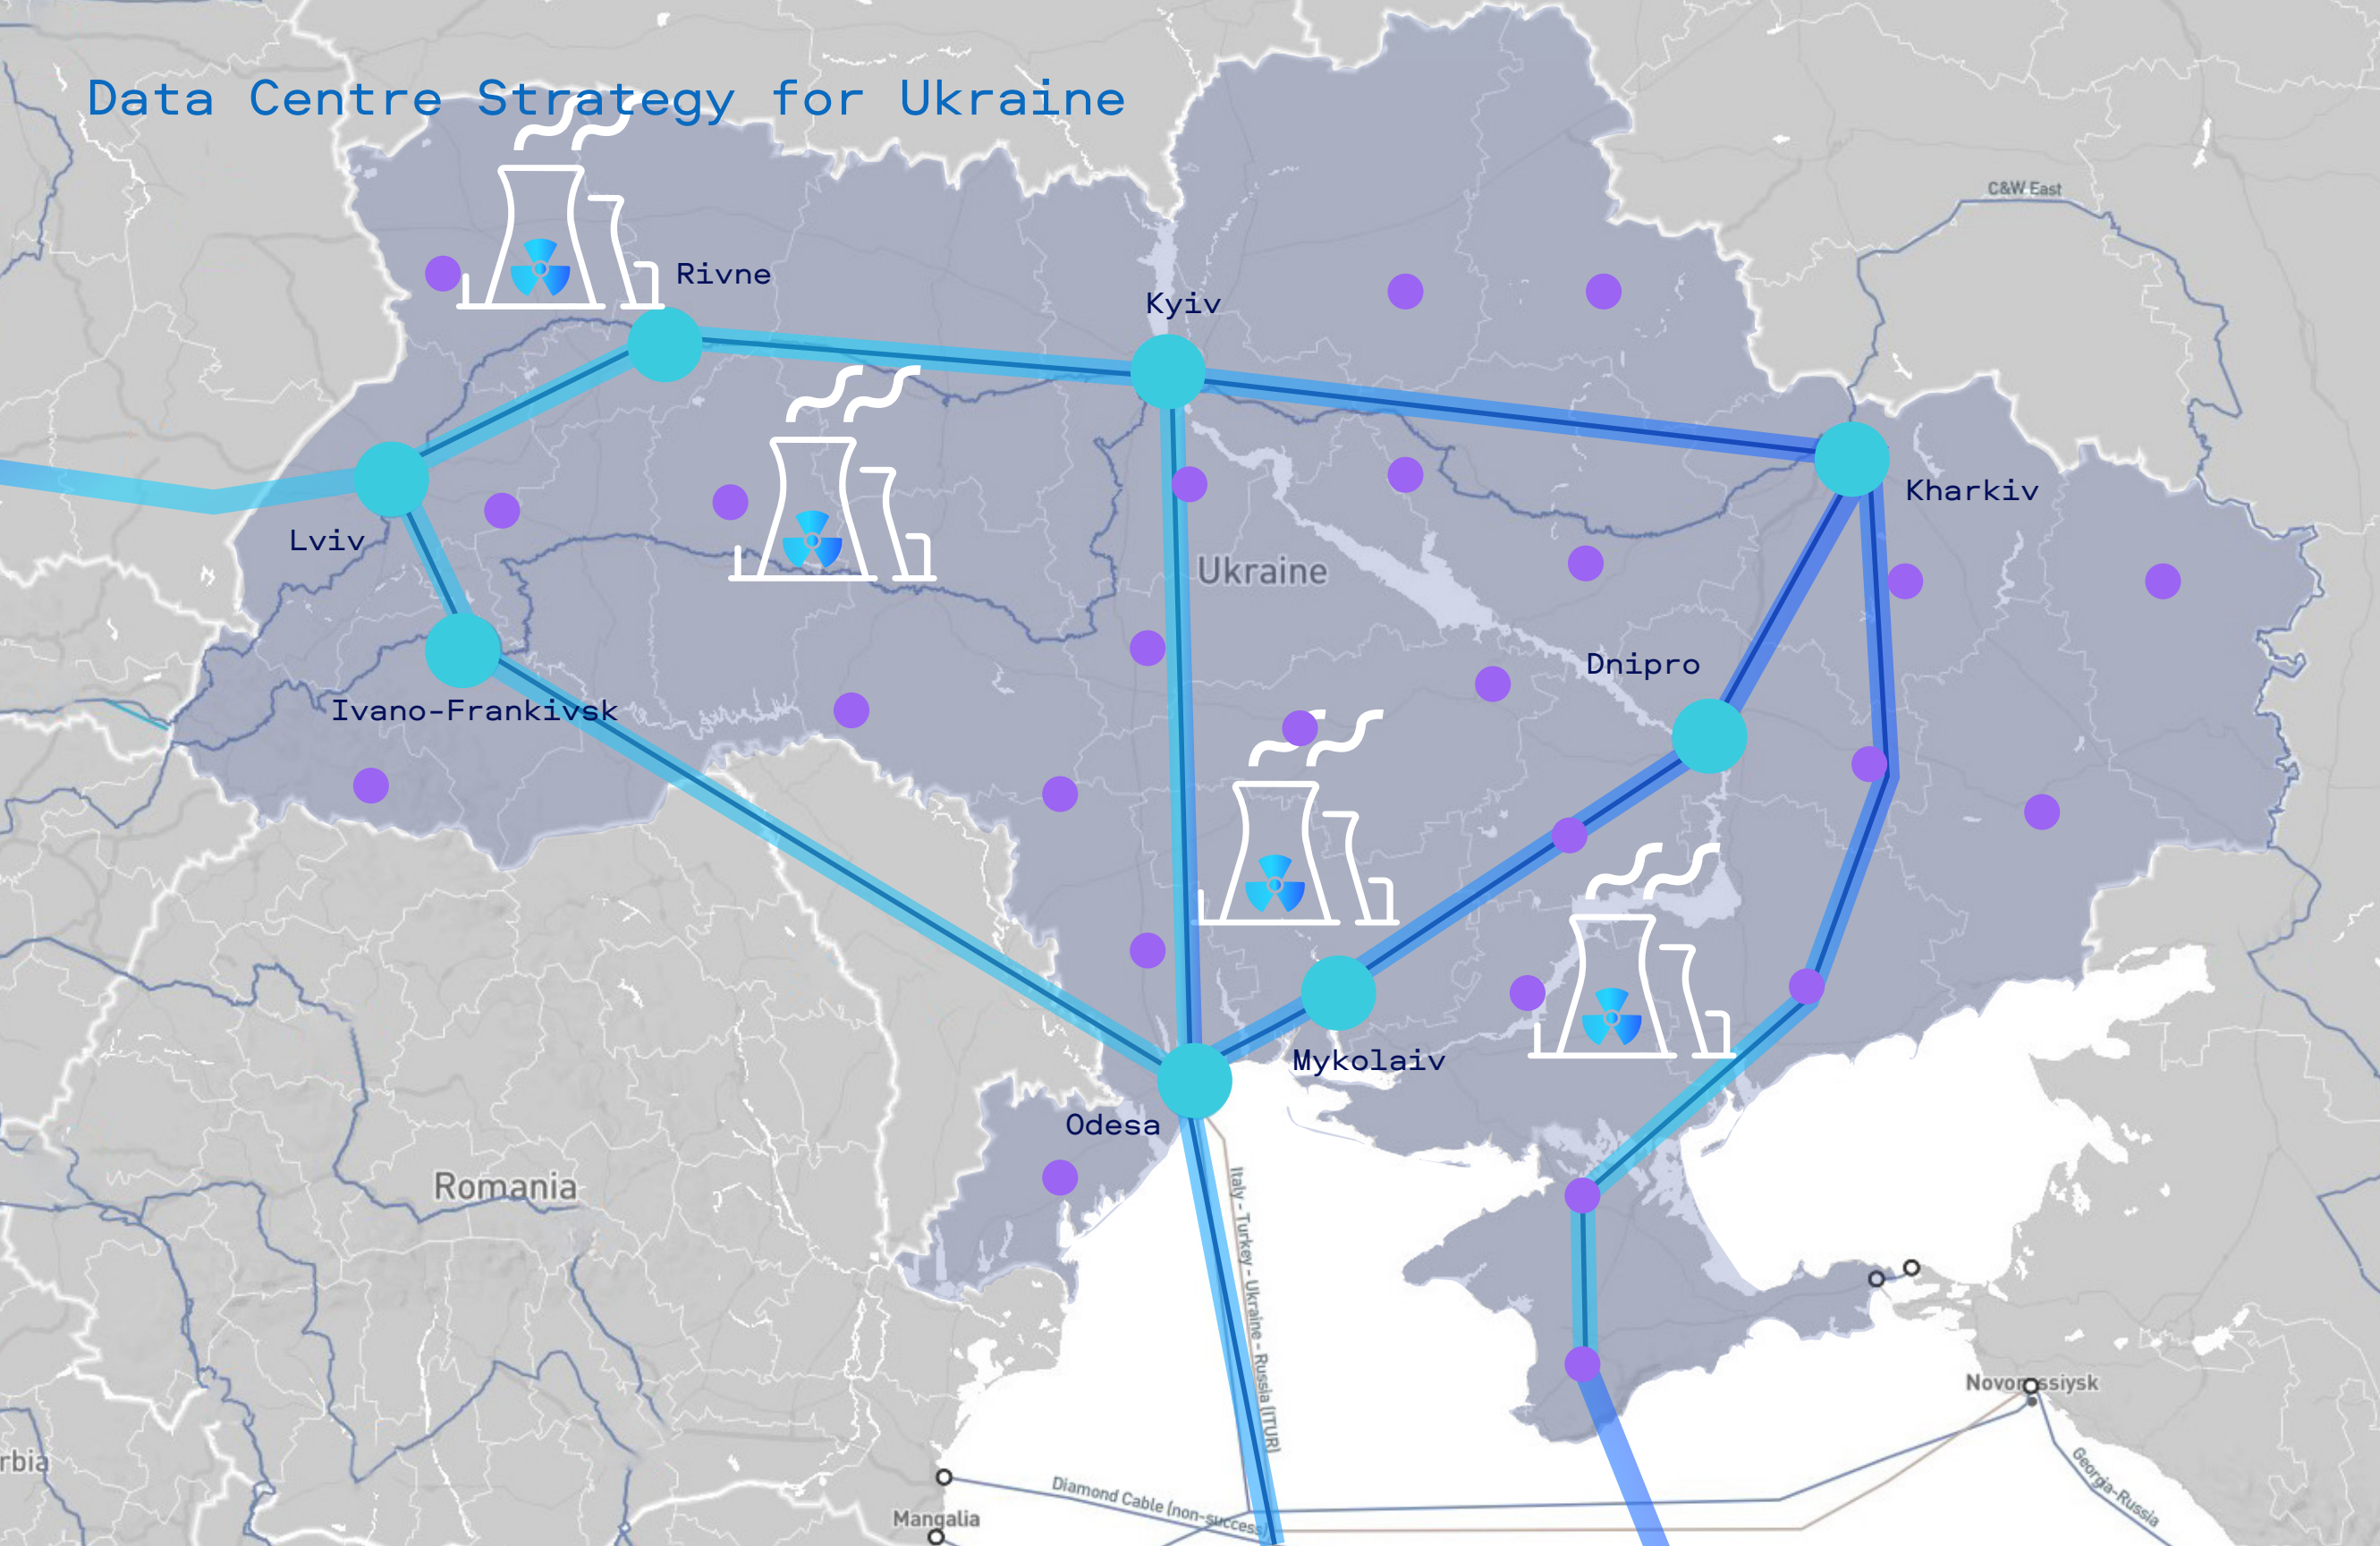 Data Centre Strategy for Ukraine
C&W East
Rivne
Kyiv
Kharkiv
Lviv
Ukraine
Dnipro
Ivano-Frankivsk
Mykolaiv
Odesa
Romania
Italy - Turkey - Ukraine - Russia (ITUR)
Novorossiysk
rbia
Georgia-Russia
Diamond Cable (non-success)
Mangalia